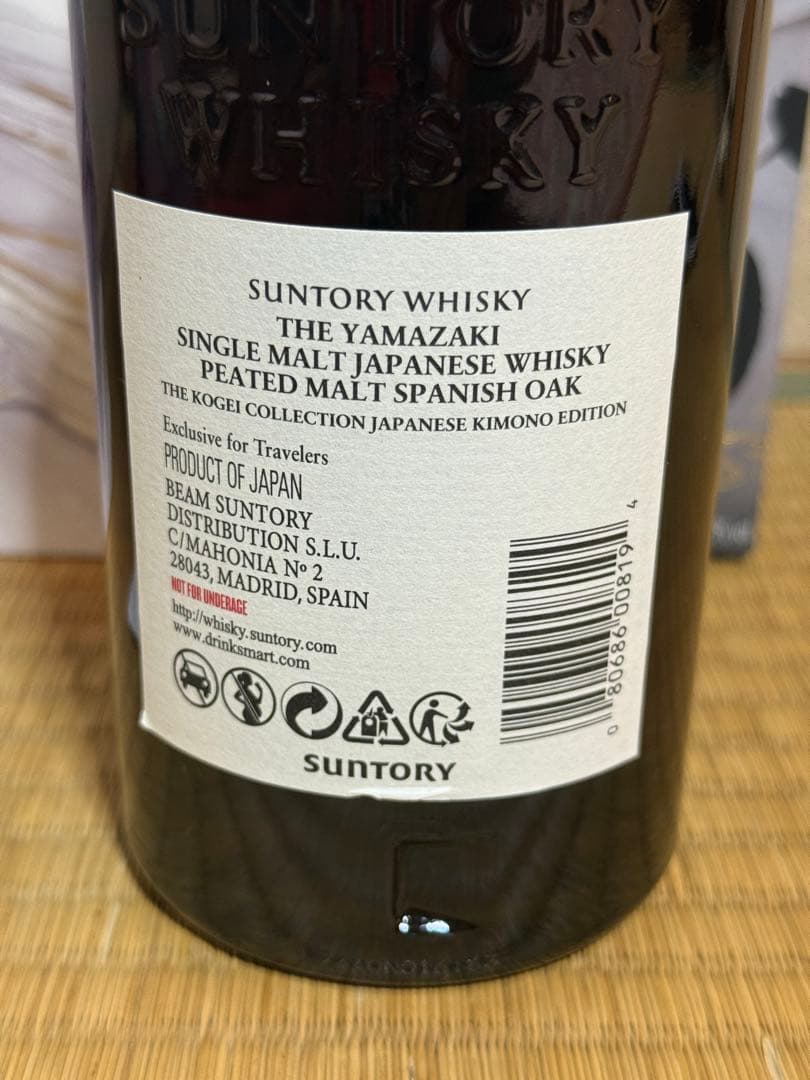 SUNTORY
WHISKY
SUNTORY WHISKY
THE YAMAZAKI
SINGLE MALT JAPANESE WHISKY
PEATED MALT SPANISH OAK
THE KOGEI COLLECTION JAPANESE KIMONO EDITION
Exclusive for Travelers
PRODUCT OF JAPAN
BEAM SUNTORY
DISTRIBUTION S.L.U.
C/MAHONIA Nº 2
28043, MADRID, SPAIN
NOT FOR UNDERAGE
http://whisky.suntory.com
www.drinksmart.com
0 80686 00819 4
SUNTORY